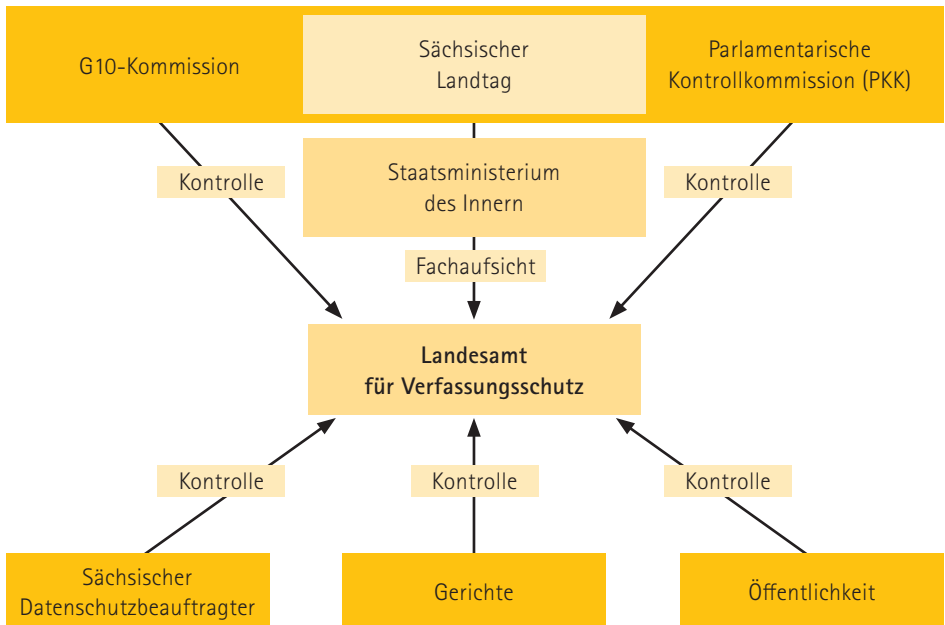 G10-Kommission
Sächsischer
Landtag
Parlamentarische
Kontrollkommission (PKK)
Kontrolle
Staatsministerium
des Innern
Kontrolle
Fachaufsicht
Landesamt
für Verfassungsschutz
Kontrolle
Kontrolle
Kontrolle
Sächsischer
Datenschutzbeauftragter
Gerichte
Öffentlichkeit